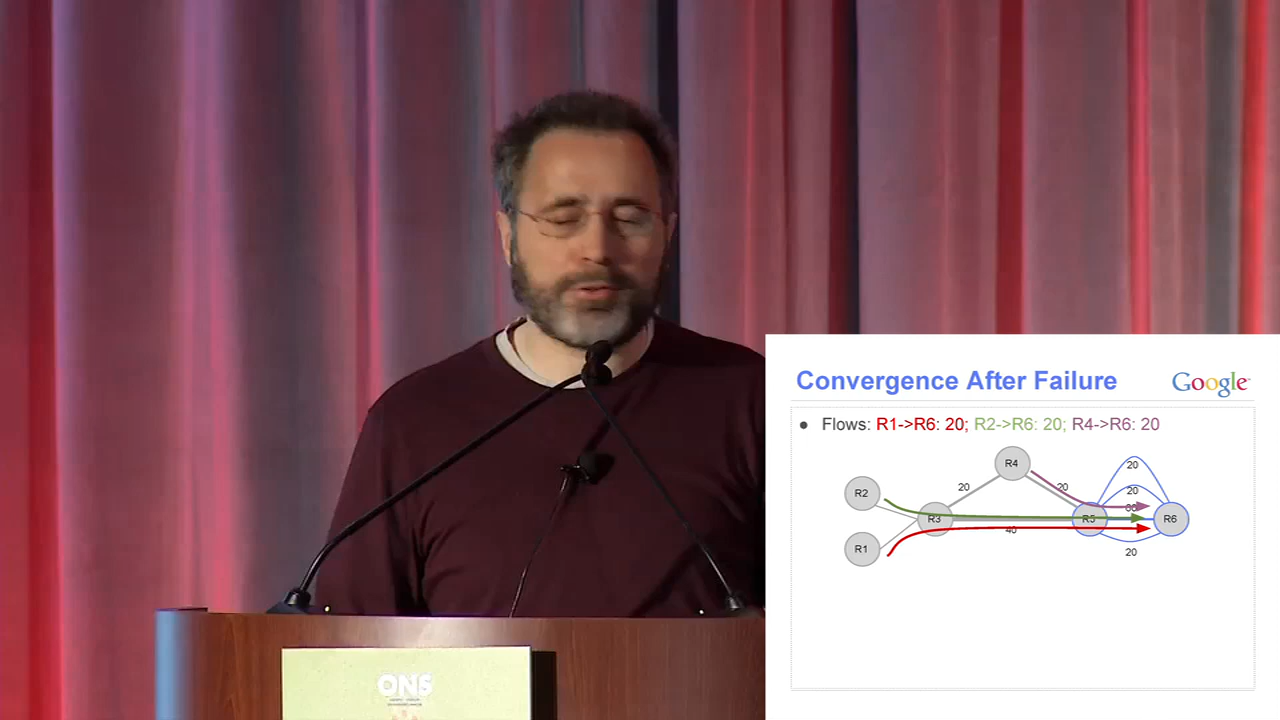 Convergence After Failure
Google
● Flows: R1->R6: 20; R2->R6: 20; R4->R6: 20
R4
20
20
20
20
R2
R3
R5
R6
40
R1
20
ONS